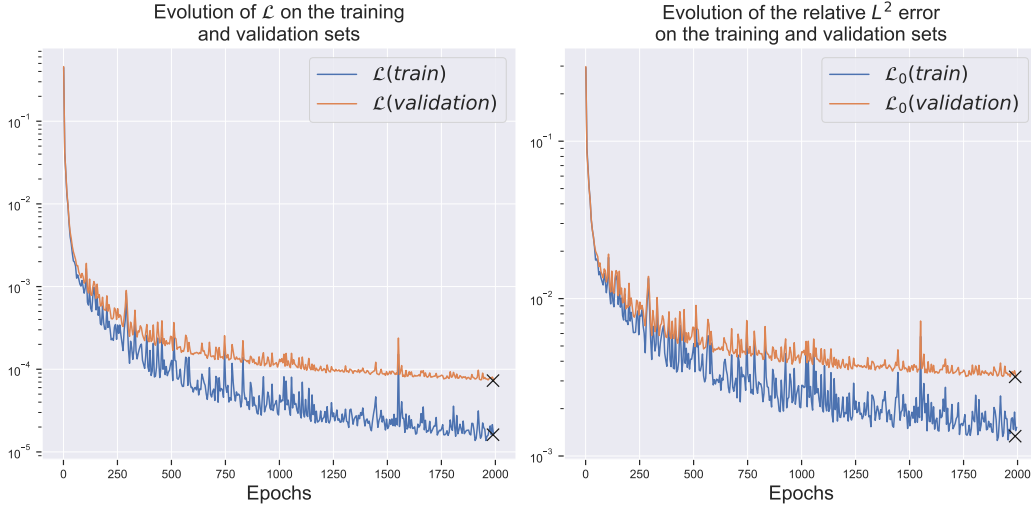 Evolution of ℒ on the training
and validation sets
ℒ(train)
ℒ(validation)
10⁻¹
10⁻²
10⁻³
10⁻⁴
10⁻⁵
0 250 500 750 1000 1250 1500 1750 2000
Epochs
Evolution of the relative L² error
on the training and validation sets
ℒ₀(train)
ℒ₀(validation)
10⁻¹
10⁻²
10⁻³
0 250 500 750 1000 1250 1500 1750 2000
Epochs